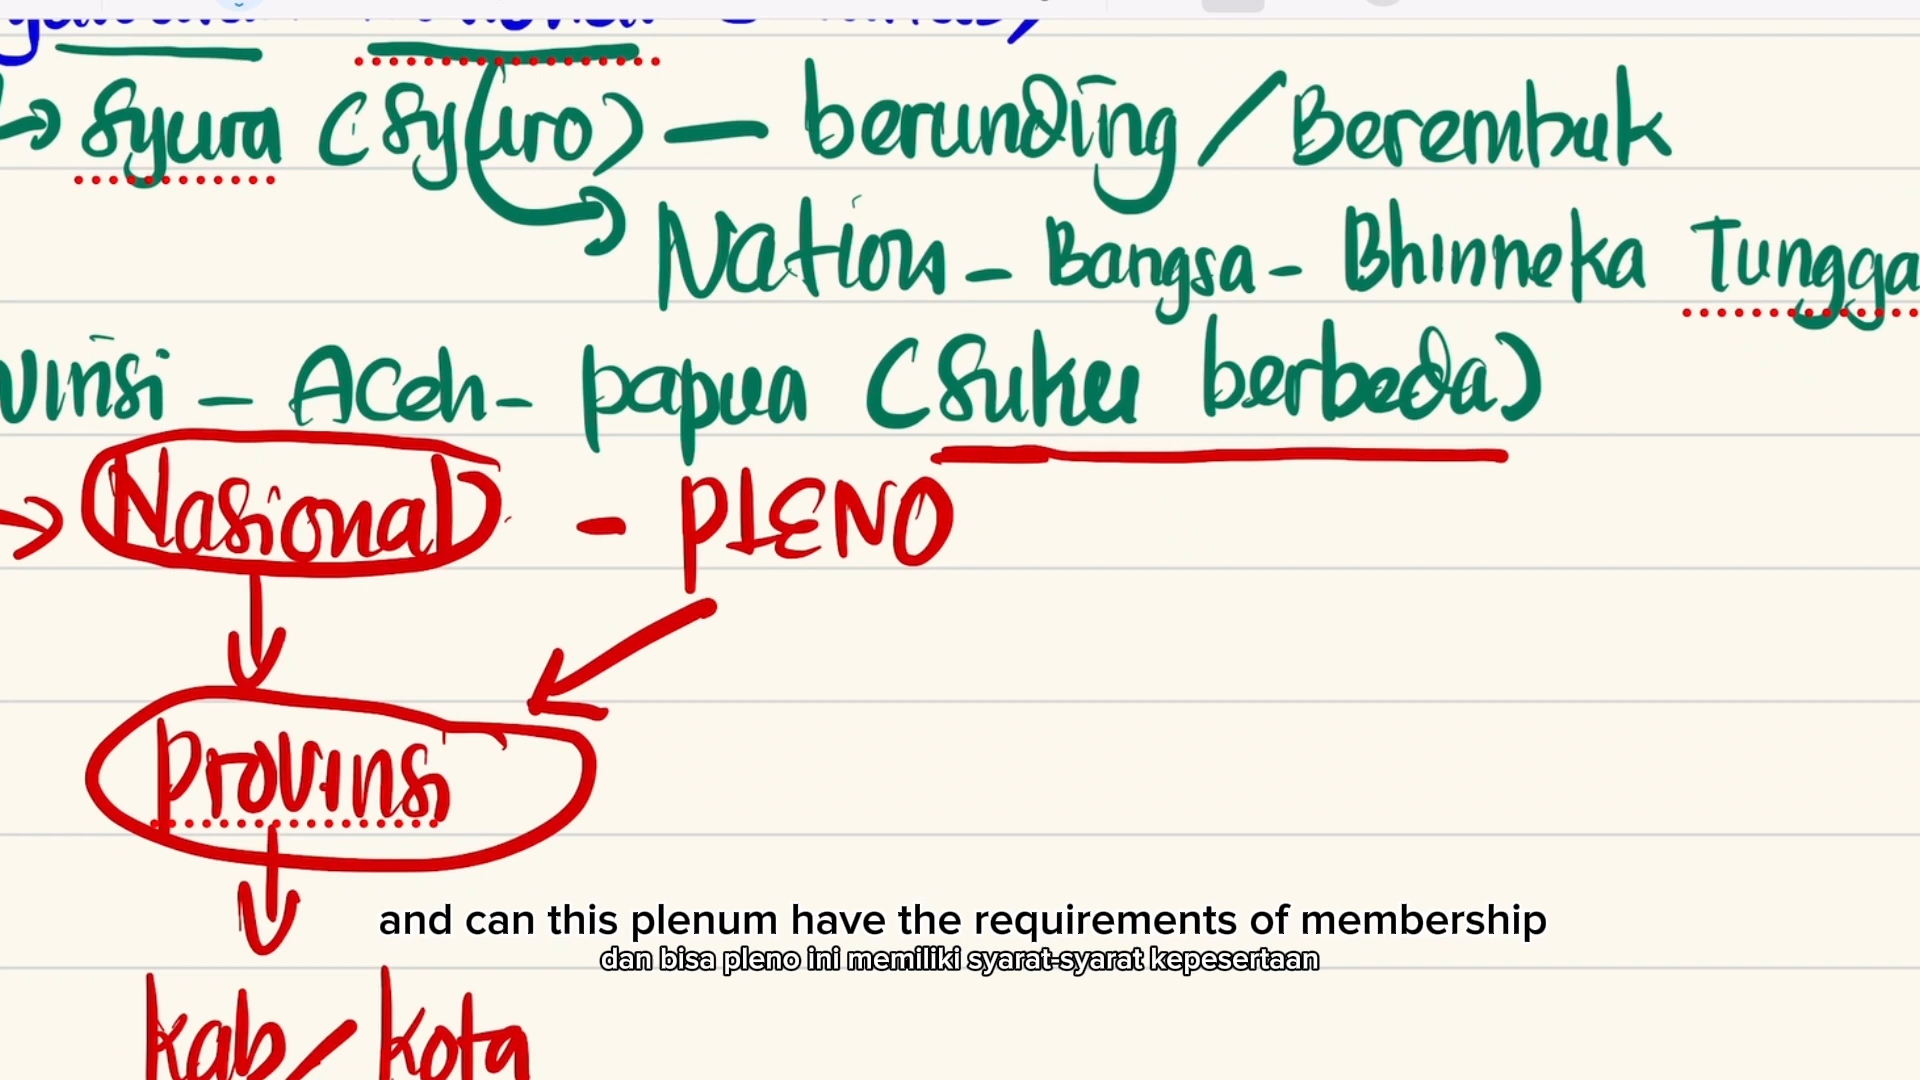 Syura (Syuro) — berunding / Berembuk
Nation - Bangsa - Bhinneka Tungga
vinsi - Aceh - papua (Suku berbeda)
Nasional - PLENO
Provinsi
and can this plenum have the requirements of membership
dan bisa pleno ini memiliki syarat-syarat kepesertaan
kab/kota